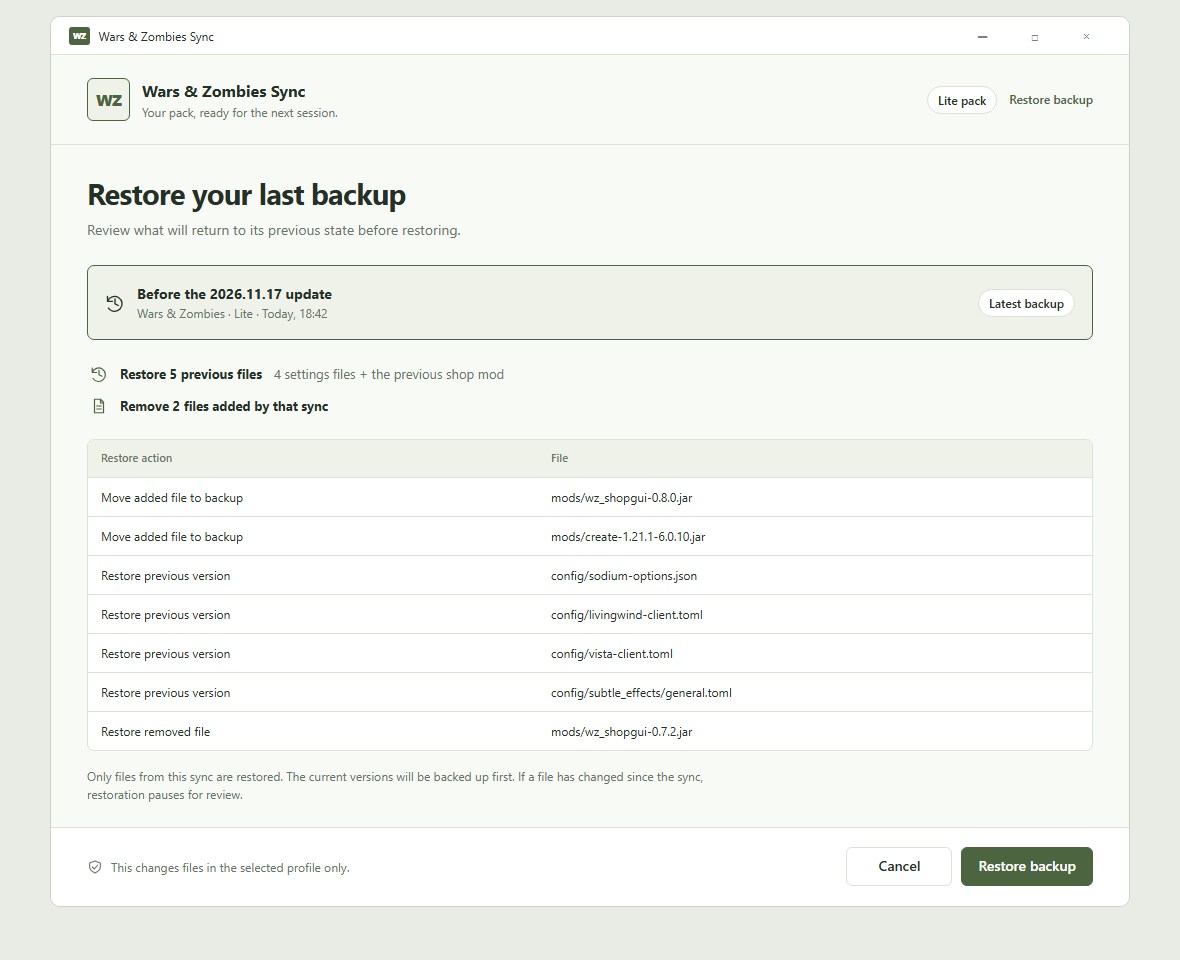 WZ Wars & Zombies Sync
WZ
Wars & Zombies Sync
Your pack, ready for the next session.
Lite pack
Restore backup
Restore your last backup
Review what will return to its previous state before restoring.
Before the 2026.11.17 update
Wars & Zombies · Lite · Today, 18:42
Latest backup
Restore 5 previous files 4 settings files + the previous shop mod
Remove 2 files added by that sync
Restore action File
Move added file to backup mods/wz_shopgui-0.8.0.jar
Move added file to backup mods/create-1.21.1-6.0.10.jar
Restore previous version config/sodium-options.json
Restore previous version config/livingwind-client.toml
Restore previous version config/vista-client.toml
Restore previous version config/subtle_effects/general.toml
Restore removed file mods/wz_shopgui-0.7.2.jar
Only files from this sync are restored. The current versions will be backed up first. If a file has changed since the sync,
restoration pauses for review.
This changes files in the selected profile only.
Cancel
Restore backup